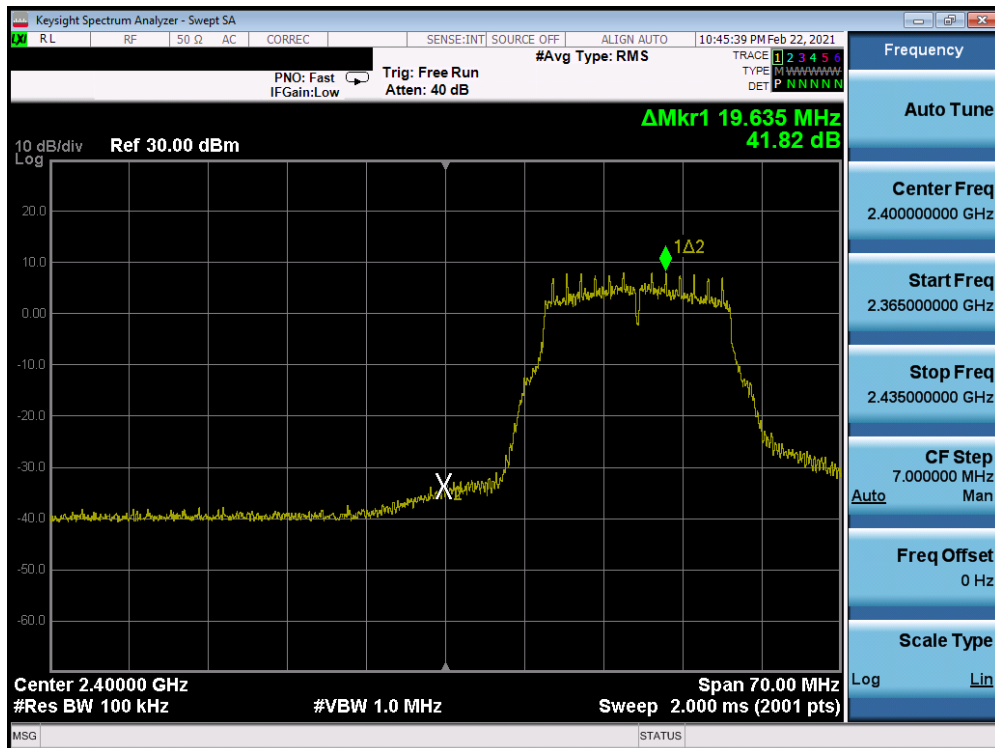 Keysight Spectrum Analyzer - Swept SA
LXI RL RF 50 Ω AC CORREC SENSE:INT SOURCE OFF ALIGN AUTO 10:45:39 PM Feb 22, 2021
#Avg Type: RMS
TRACE 1 2 3 4 5 6
PNO: Fast Trig: Free Run TYPE M WWWWW
IFGain:Low Atten: 40 dB DET P N N N N N
ΔMkr1 19.635 MHz
41.82 dB
10 dB/div Ref 30.00 dBm
Log
20.0
10.0
0.00
-10.0
-20.0
-30.0
-40.0
-50.0
-60.0
1Δ2
X2
Center 2.40000 GHz Span 70.00 MHz
#Res BW 100 kHz #VBW 1.0 MHz Sweep 2.000 ms (2001 pts)
MSG STATUS
Frequency
Auto Tune
Center Freq
2.400000000 GHz
Start Freq
2.365000000 GHz
Stop Freq
2.435000000 GHz
CF Step
7.000000 MHz
Auto Man
Freq Offset
0 Hz
Scale Type
Log Lin